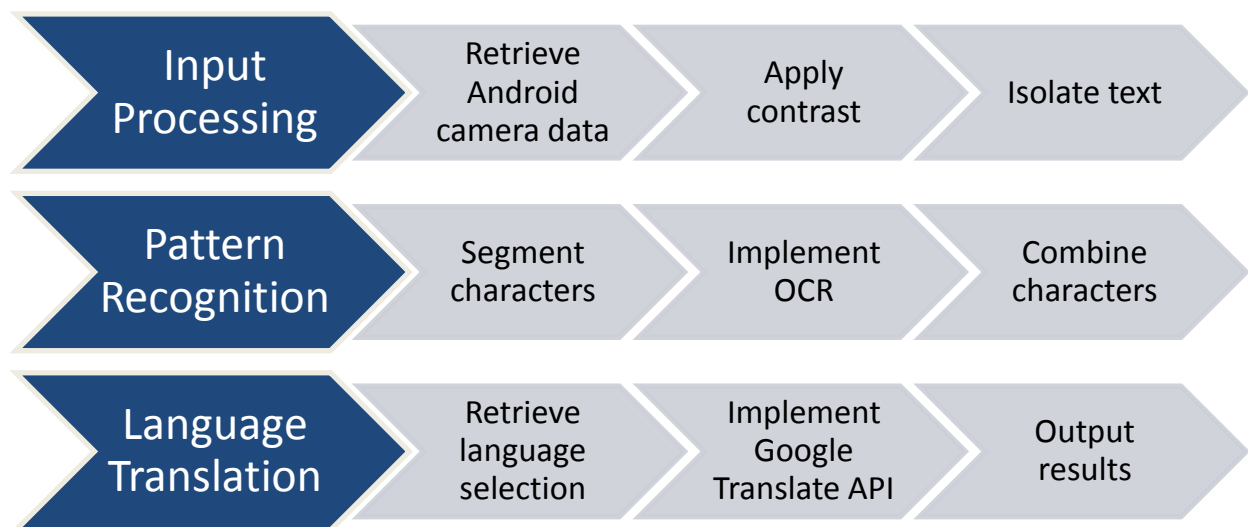 Input
Processing
Retrieve
Android
camera data
Apply
contrast
Isolate text
Pattern
Recognition
Segment
characters
Implement
OCR
Combine
characters
Language
Translation
Retrieve
language
selection
Implement
Google
Translate API
Output
results